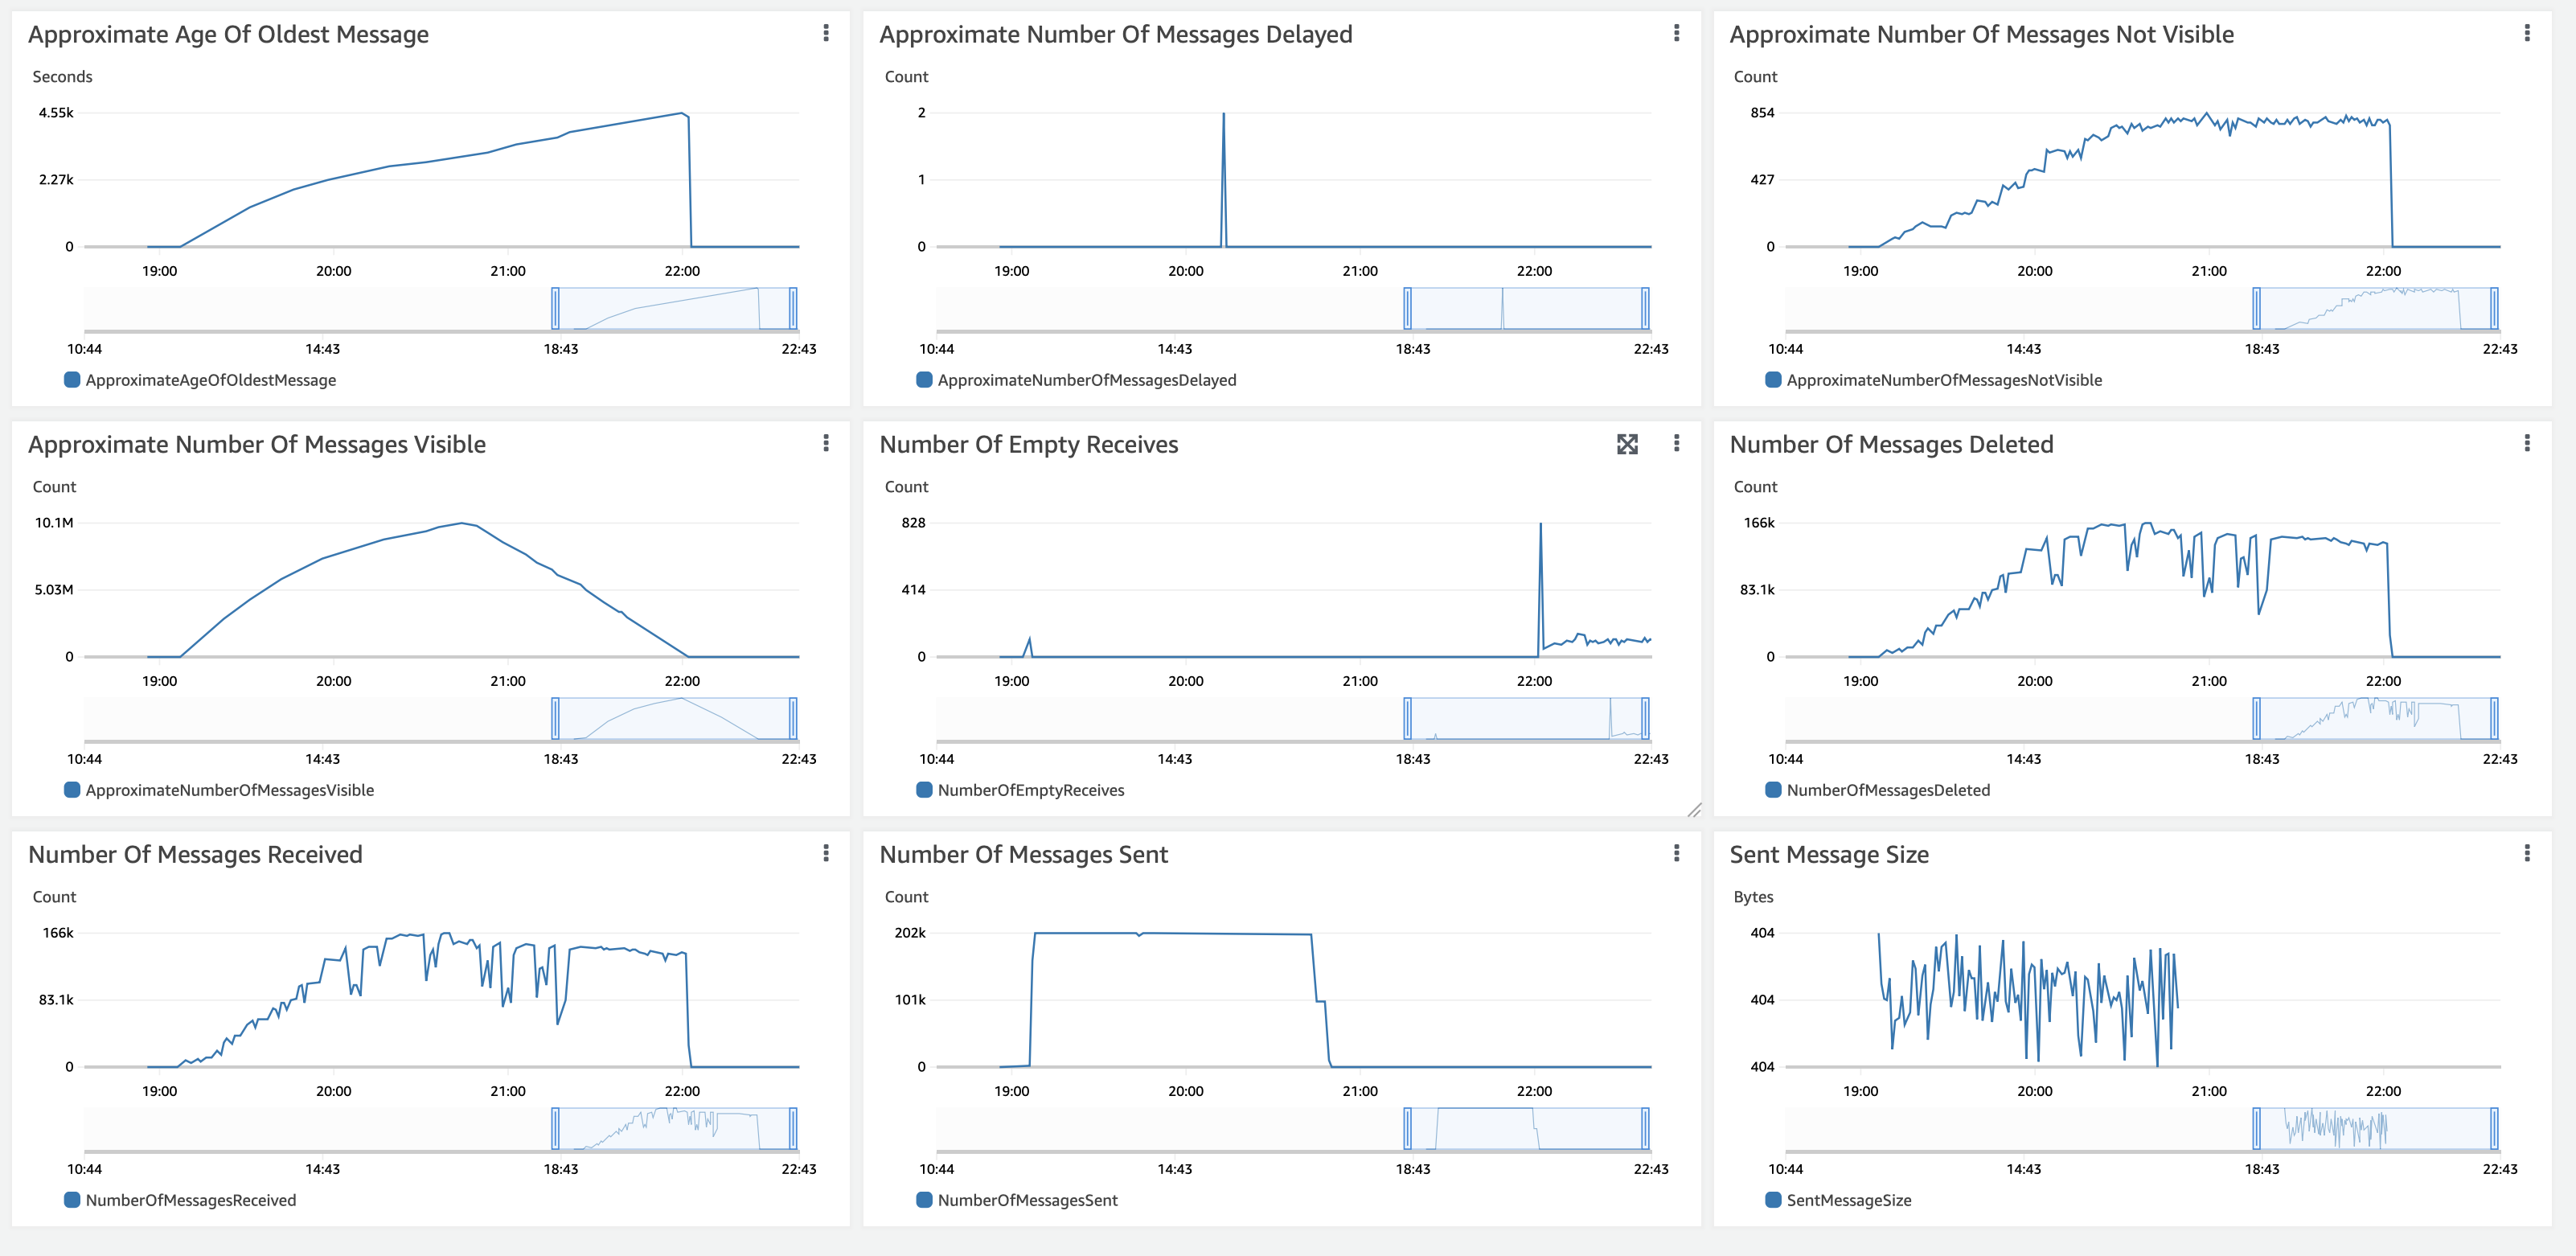 Approximate Age Of Oldest Message
Seconds
4.55k
2.27k
0
19:00 20:00 21:00 22:00
10:44 14:43 18:43 22:43
ApproximateAgeOfOldestMessage
Approximate Number Of Messages Delayed
Count
2
1
0
19:00 20:00 21:00 22:00
10:44 14:43 18:43 22:43
ApproximateNumberOfMessagesDelayed
Approximate Number Of Messages Not Visible
Count
854
427
0
19:00 20:00 21:00 22:00
10:44 14:43 18:43 22:43
ApproximateNumberOfMessagesNotVisible
Approximate Number Of Messages Visible
Count
10.1M
5.03M
0
19:00 20:00 21:00 22:00
10:44 14:43 18:43 22:43
ApproximateNumberOfMessagesVisible
Number Of Empty Receives
Count
828
414
0
19:00 20:00 21:00 22:00
10:44 14:43 18:43 22:43
NumberOfEmptyReceives
Number Of Messages Deleted
Count
166k
83.1k
0
19:00 20:00 21:00 22:00
10:44 14:43 18:43 22:43
NumberOfMessagesDeleted
Number Of Messages Received
Count
166k
83.1k
0
19:00 20:00 21:00 22:00
10:44 14:43 18:43 22:43
NumberOfMessagesReceived
Number Of Messages Sent
Count
202k
101k
0
19:00 20:00 21:00 22:00
10:44 14:43 18:43 22:43
NumberOfMessagesSent
Sent Message Size
Bytes
404
404
404
19:00 20:00 21:00 22:00
10:44 14:43 18:43 22:43
SentMessageSize